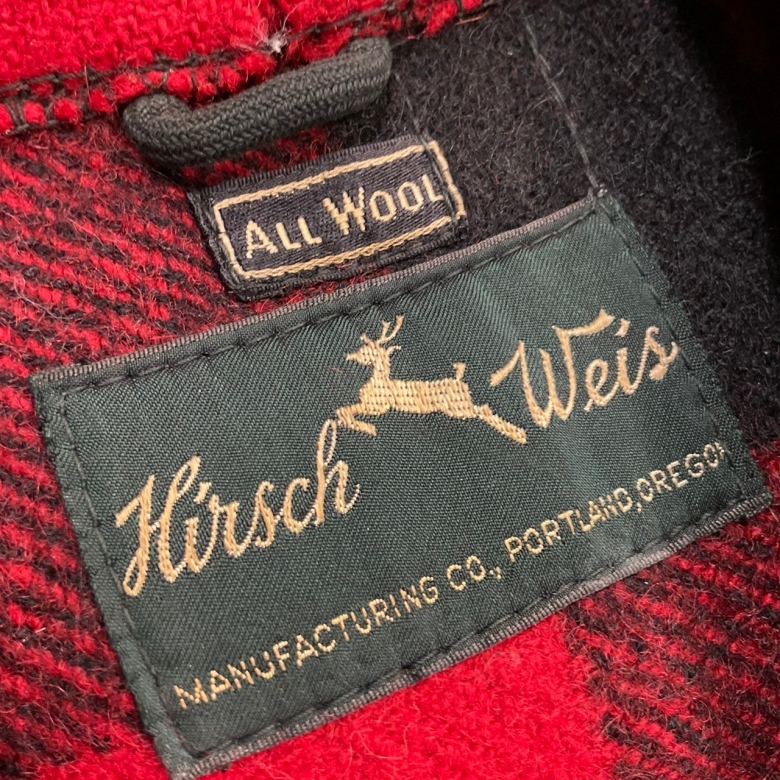 ALL WOOL
Hirsch Weis
MANUFACTURING CO., PORTLAND, OREGON